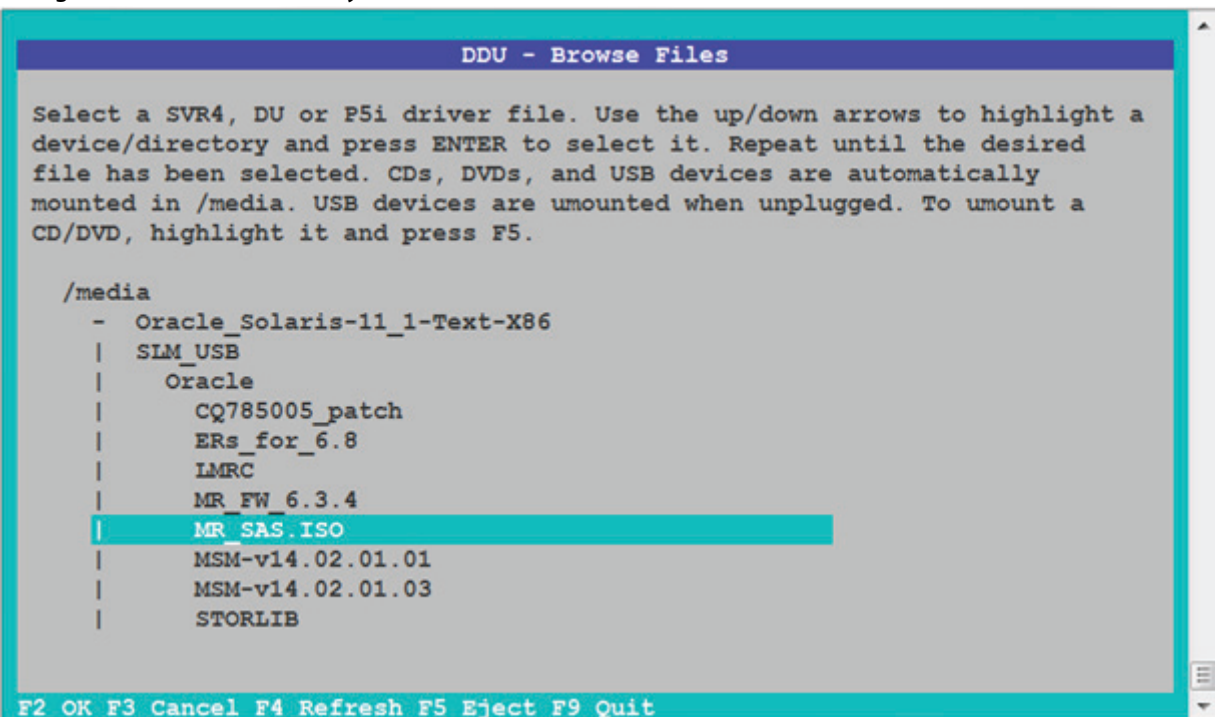 DDU - Browse Files
Select a SVR4, DU or P5i driver file. Use the up/down arrows to highlight a
device/directory and press ENTER to select it. Repeat until the desired
file has been selected. CDs, DVDs, and USB devices are automatically
mounted in /media. USB devices are umounted when unplugged. To umount a
CD/DVD, highlight it and press F5.
/media
- Oracle_Solaris-11_1-Text-X86
| SLM_USB
| Oracle
| CQ785005_patch
| ERs_for_6.8
| LMRC
| MR_FW_6.3.4
| MR_SAS.ISO
| MSM-v14.02.01.01
| MSM-v14.02.01.03
| STORLIB
F2 OK F3 Cancel F4 Refresh F5 Eject F9 Quit